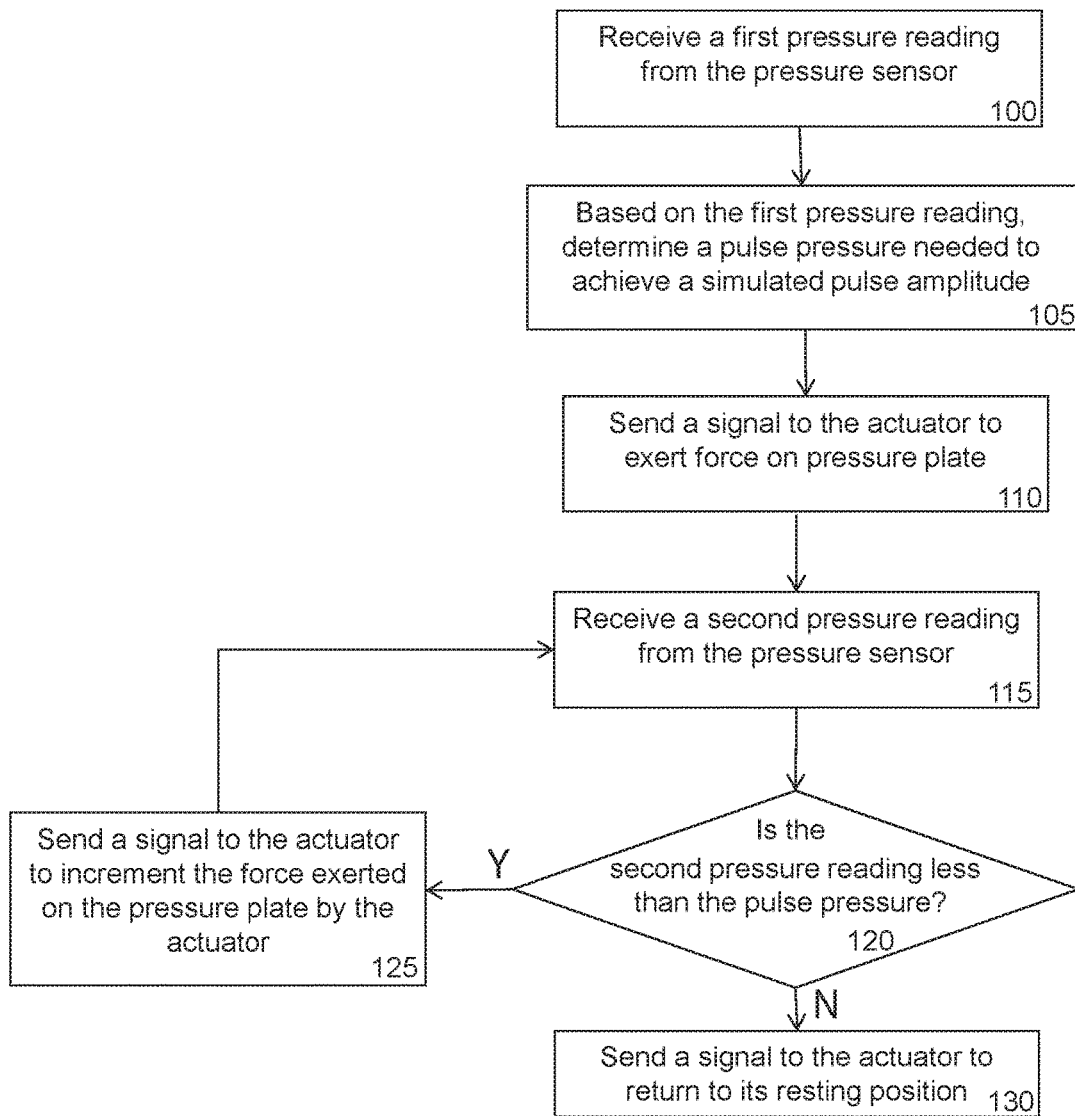 Receive a first pressure reading
from the pressure sensor
100
Based on the first pressure reading,
determine a pulse pressure needed to
achieve a simulated pulse amplitude
105
Send a signal to the actuator to
exert force on pressure plate
110
Receive a second pressure reading
from the pressure sensor
115
Is the
second pressure reading less
than the pulse pressure?
120
Y
Send a signal to the actuator
to increment the force exerted
on the pressure plate by the
actuator
125
N
Send a signal to the actuator to
return to its resting position
130